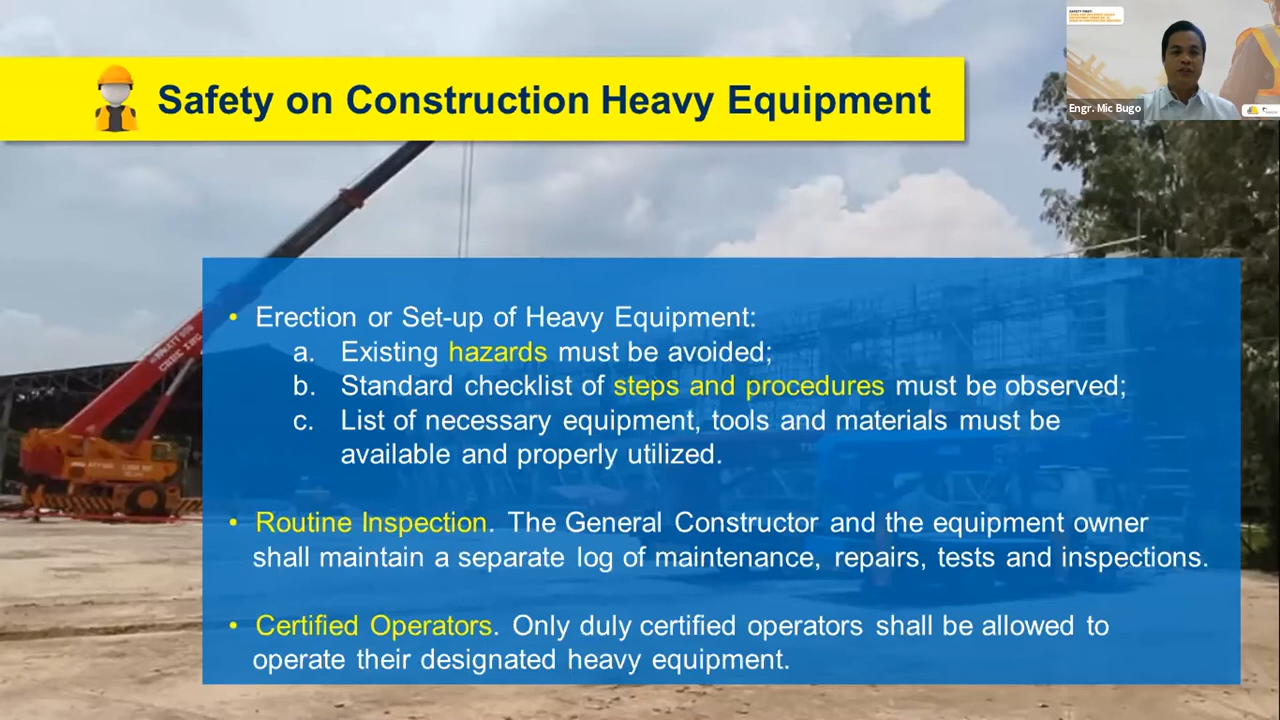 Safety on Construction Heavy Equipment
Engr. Mic Bugo
• Erection or Set-up of Heavy Equipment:
a. Existing hazards must be avoided;
b. Standard checklist of steps and procedures must be observed;
c. List of necessary equipment, tools and materials must be
available and properly utilized.
• Routine Inspection. The General Constructor and the equipment owner
shall maintain a separate log of maintenance, repairs, tests and inspections.
• Certified Operators. Only duly certified operators shall be allowed to
operate their designated heavy equipment.